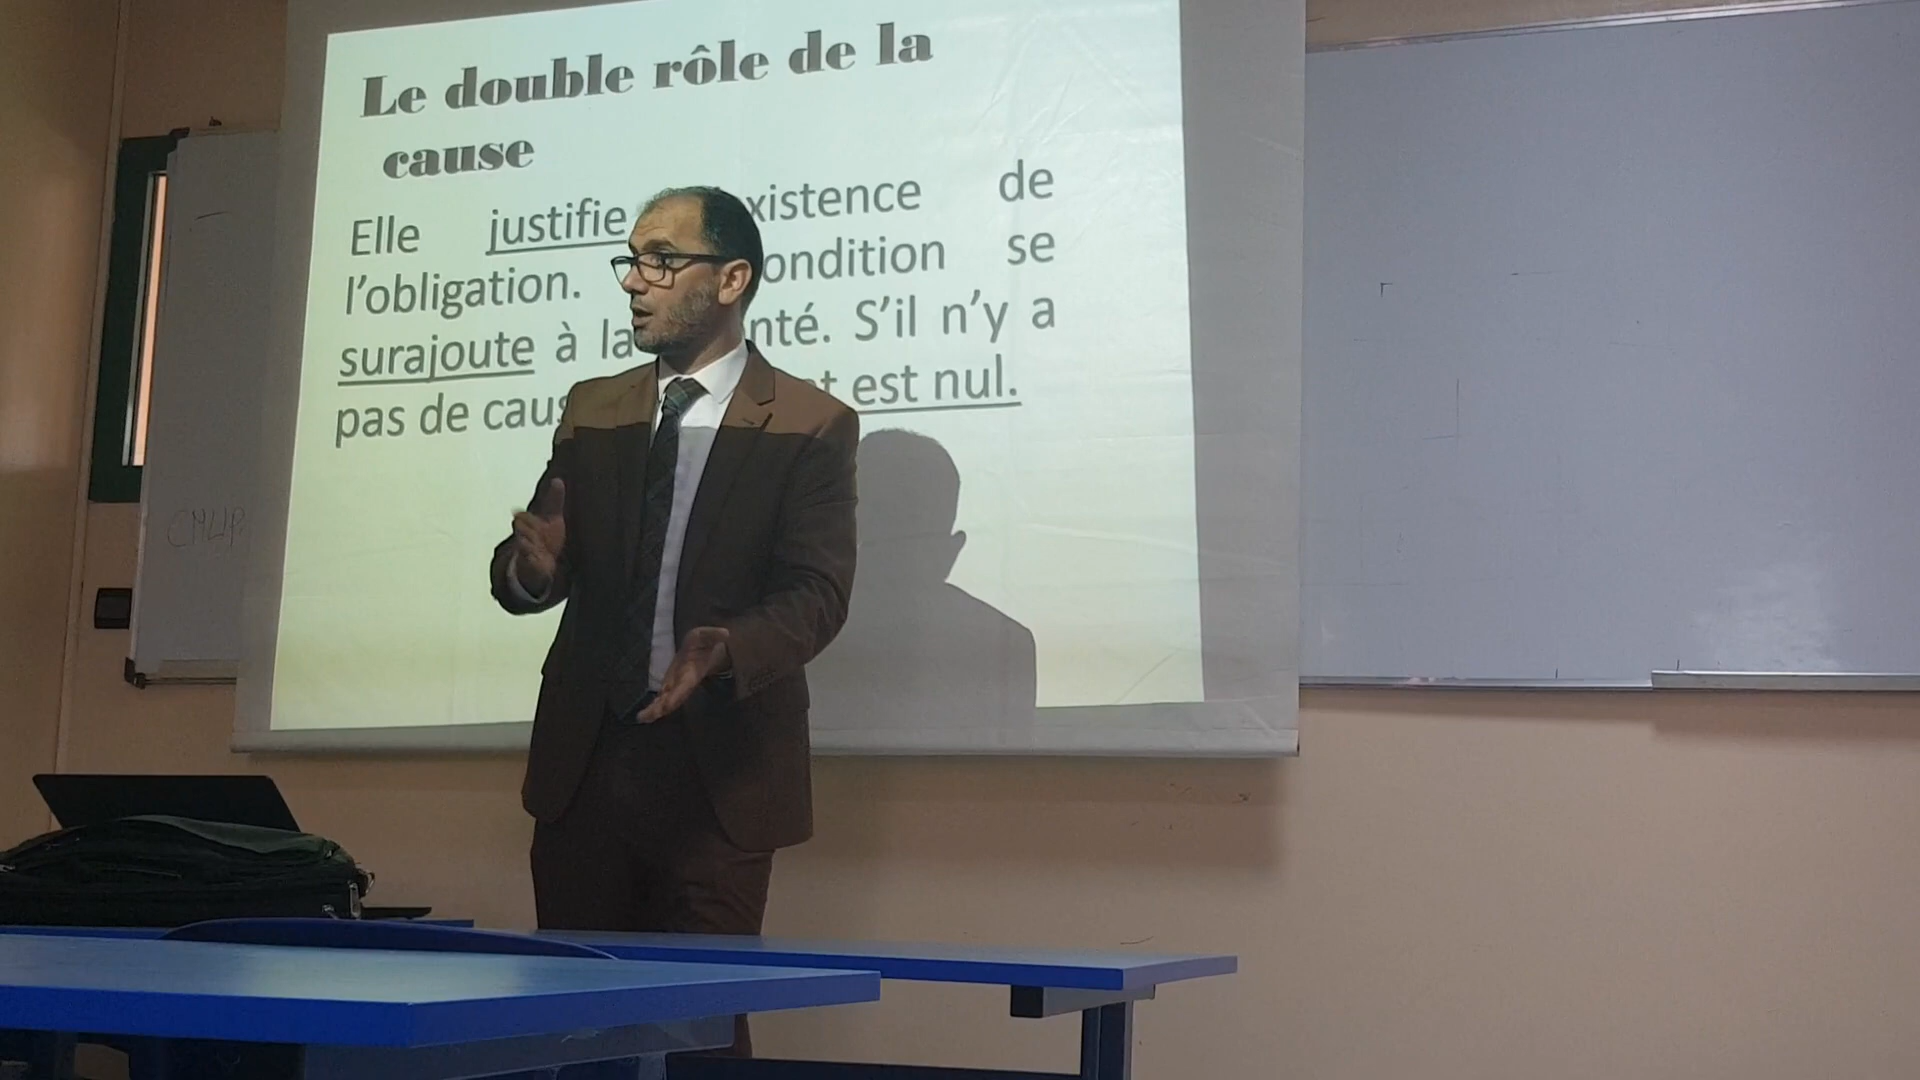 Le double rôle de la
cause
Elle justifie xistence de
l'obligation. ondition se
surajoute à la nté. S'il n'y a
pas de caus t est nul.
CMUP